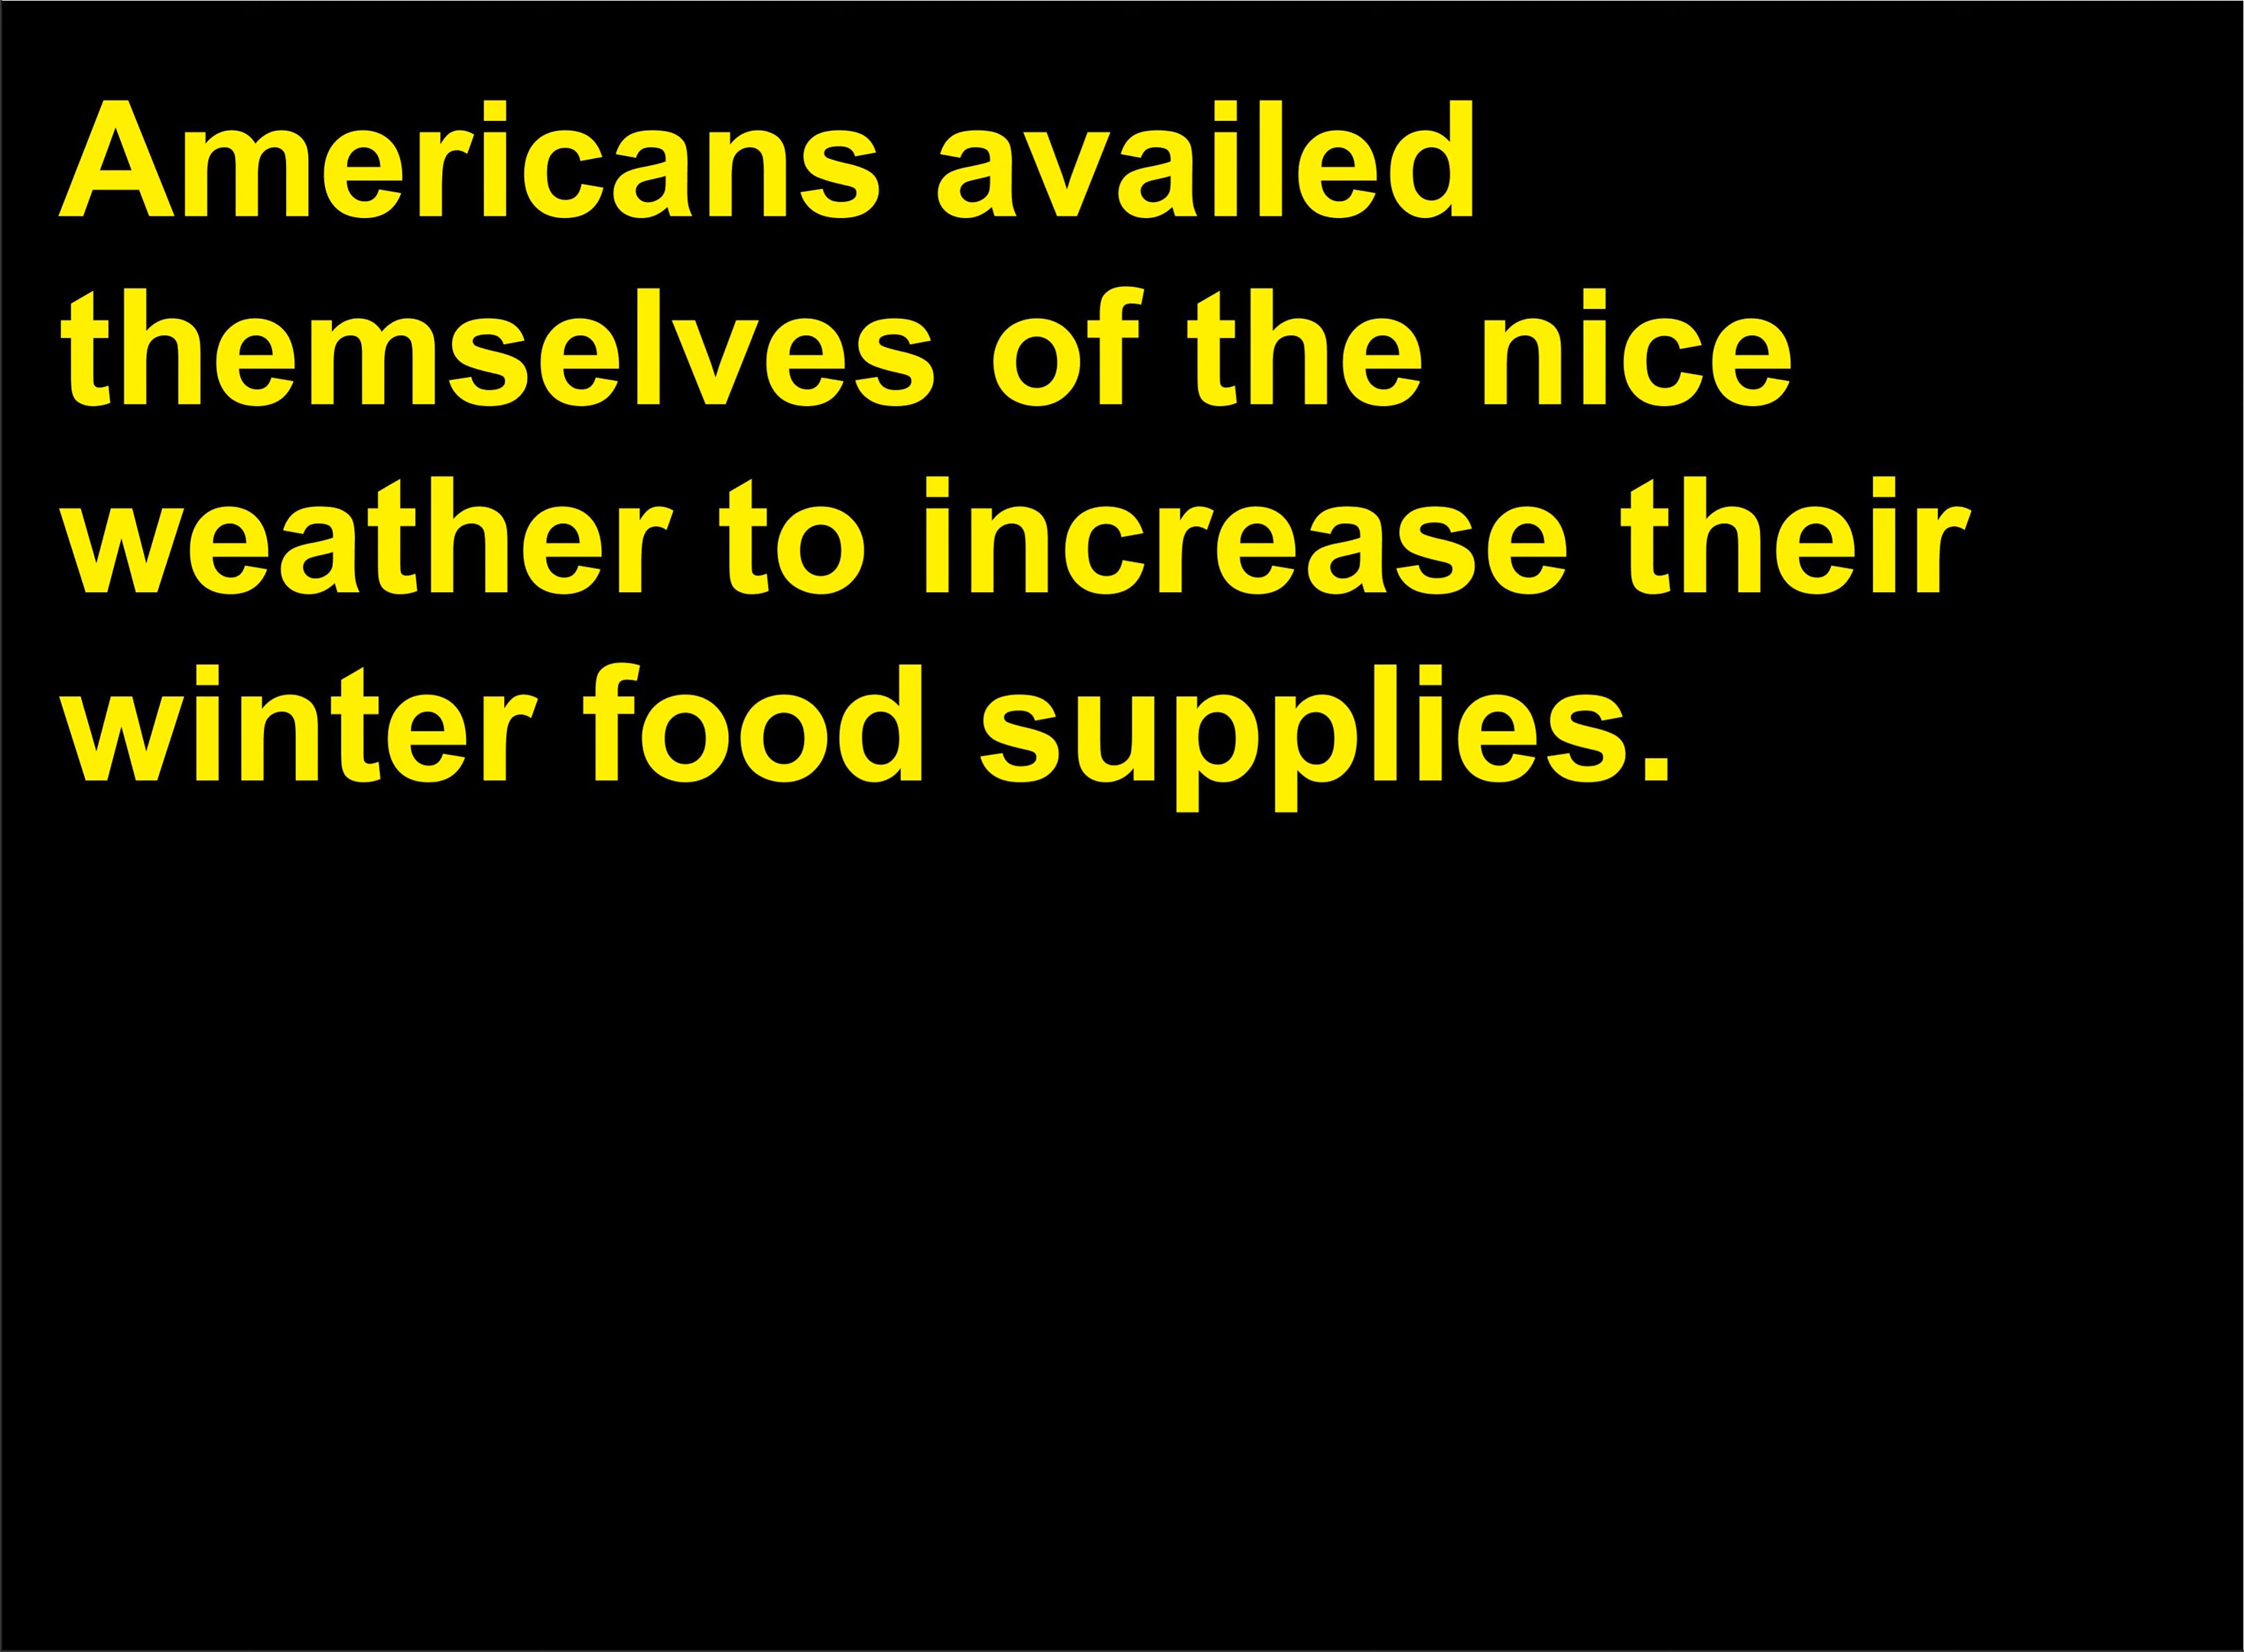 Americans availed
themselves of the nice
weather to increase their
winter food supplies.